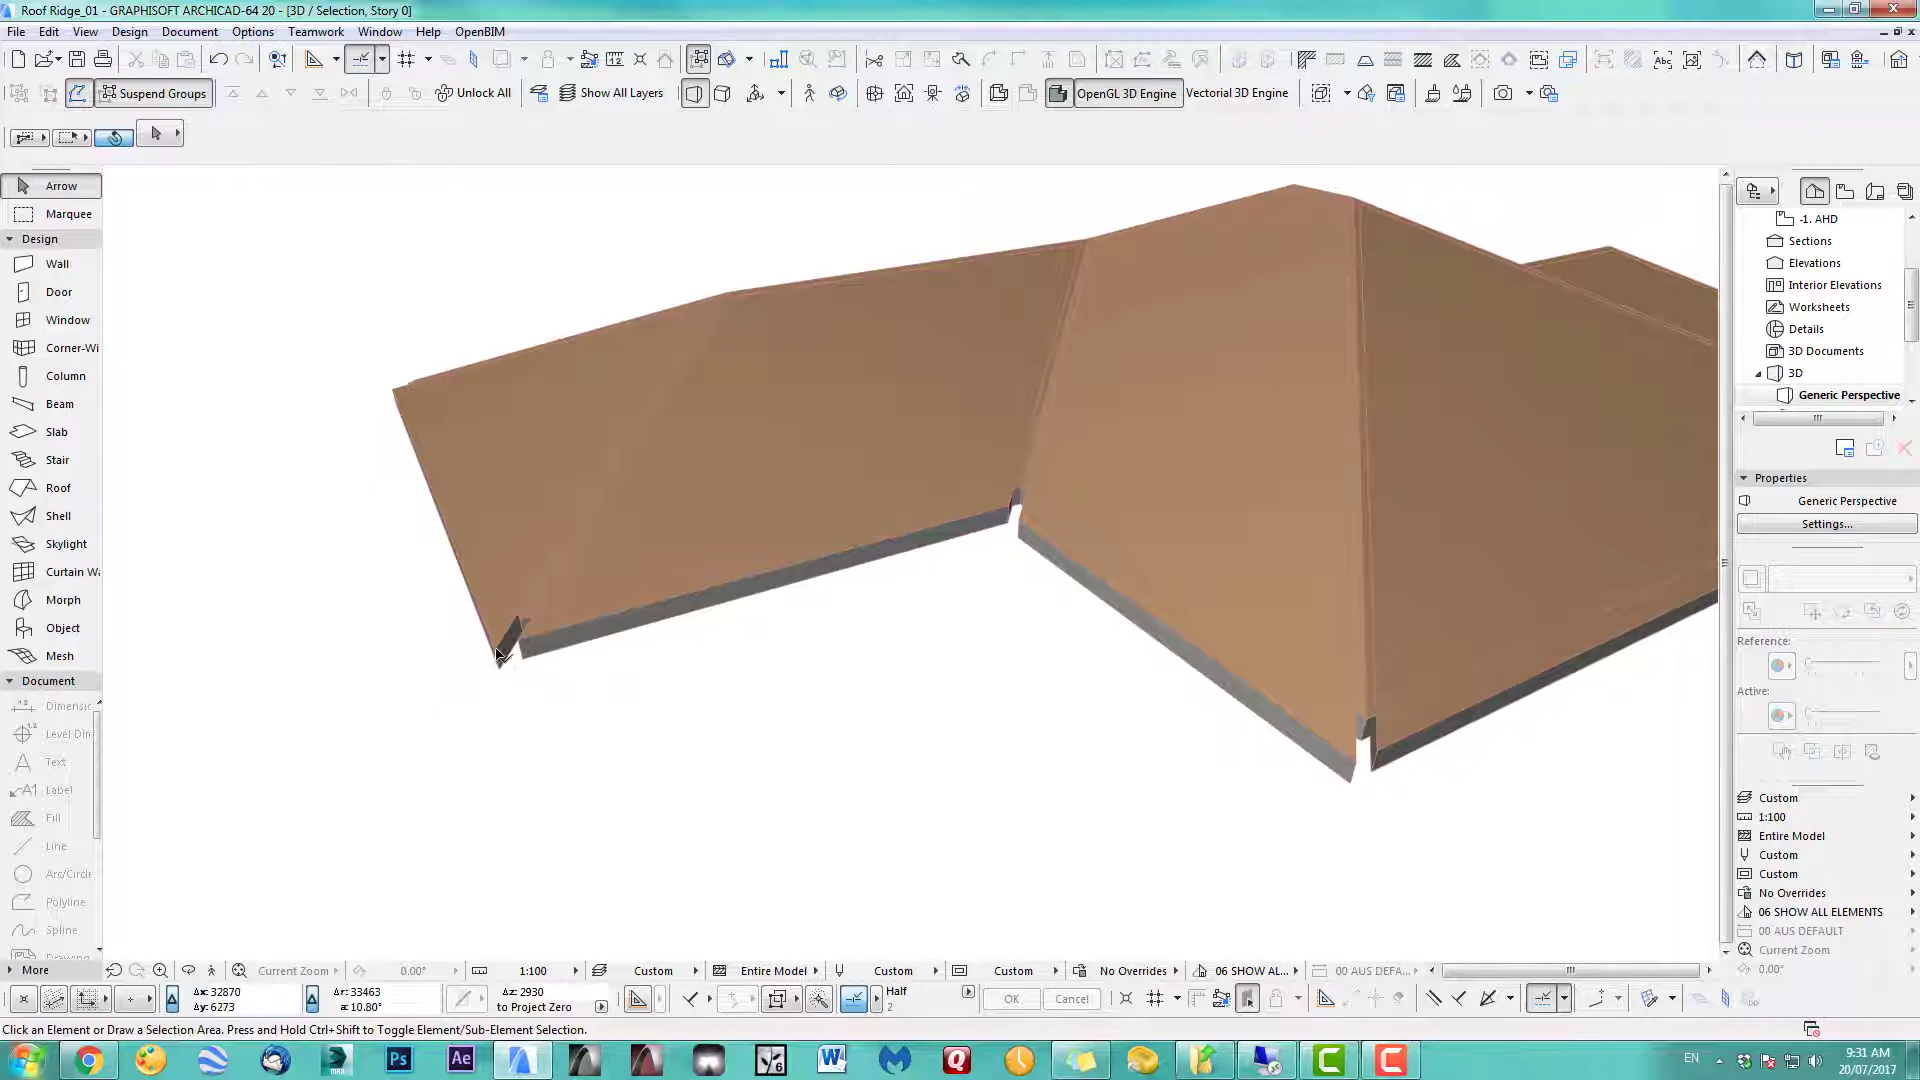 Roof Ridge_01 - GRAPHISOFT ARCHICAD-64 20 - [3D / Selection, Story 0]
File Edit View Design Document Options Teamwork Window Help OpenBIM
Suspend Groups Unlock All Show All Layers OpenGL 3D Engine Vectorial 3D Engine
Arrow
Marquee
Design
Wall
Door
Window
Corner-Wi
Column
Beam
Slab
Stair
Roof
Shell
Skylight
Curtain Wa
Morph
Object
Mesh
Document
Dimensic
Level Din
Text
A1 Label
Fill
Line
Arc/Circle
Polyline
Spline
Drawing
More
-1. AHD
Sections
Elevations
Interior Elevations
Worksheets
Details
3D Documents
3D
Generic Perspective
Properties
Generic Perspective
Settings...
Reference:
Active:
Custom
1:100
Entire Model
Custom
Custom
No Overrides
06 SHOW ALL ELEMENTS
00 AUS DEFAULT
Current Zoom
0.00°
Current Zoom 0.00° 1:100 Custom Entire Model Custom Custom No Overrides 06 SHOW AL... 00 AUS DEFA...
Δx: 32870 Δr: 33463 Δz: 2930 Half OK Cancel
Δy: 6273 a: 10.80° to Project Zero 2
Click an Element or Draw a Selection Area. Press and Hold Ctrl+Shift to Toggle Element/Sub-Element Selection.
EN 9:31 AM
20/07/2017